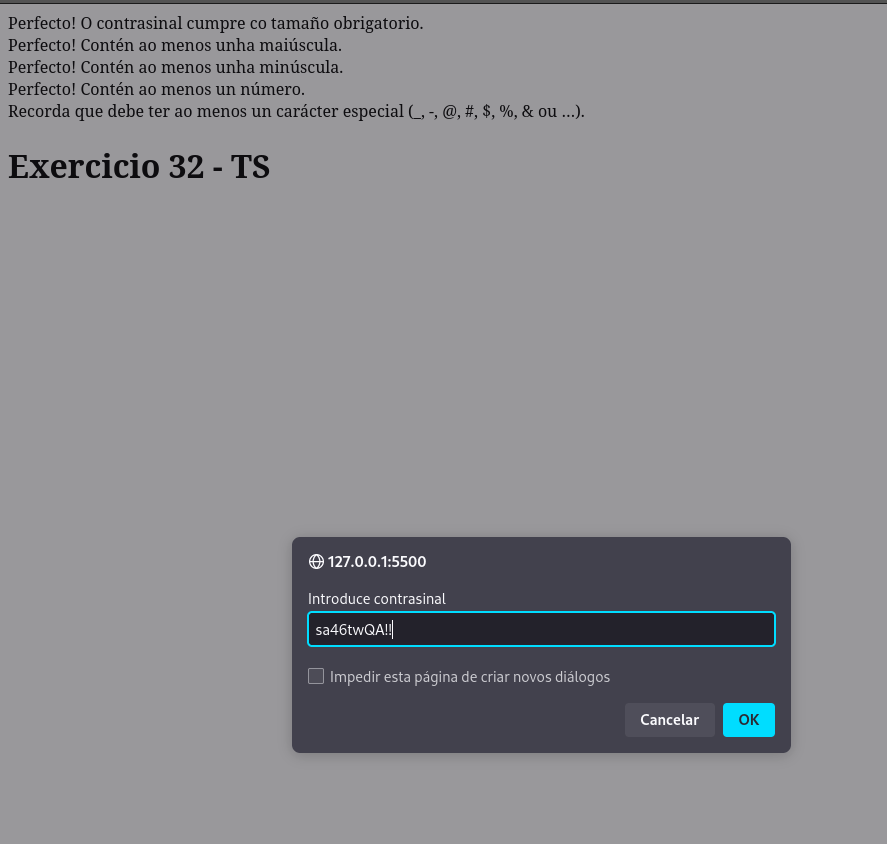 Perfecto! O contrasinal cumpre co tamaño obrigatorio.
Perfecto! Contén ao menos unha maiúscula.
Perfecto! Contén ao menos unha minúscula.
Perfecto! Contén ao menos un número.
Recorda que debe ter ao menos un carácter especial (_, -, @, #, $, %, & ou ...).
Exercicio 32 - TS
127.0.0.1:5500
Introduce contrasinal
sa46twQA!!
Impedir esta página de criar novos diálogos
Cancelar OK